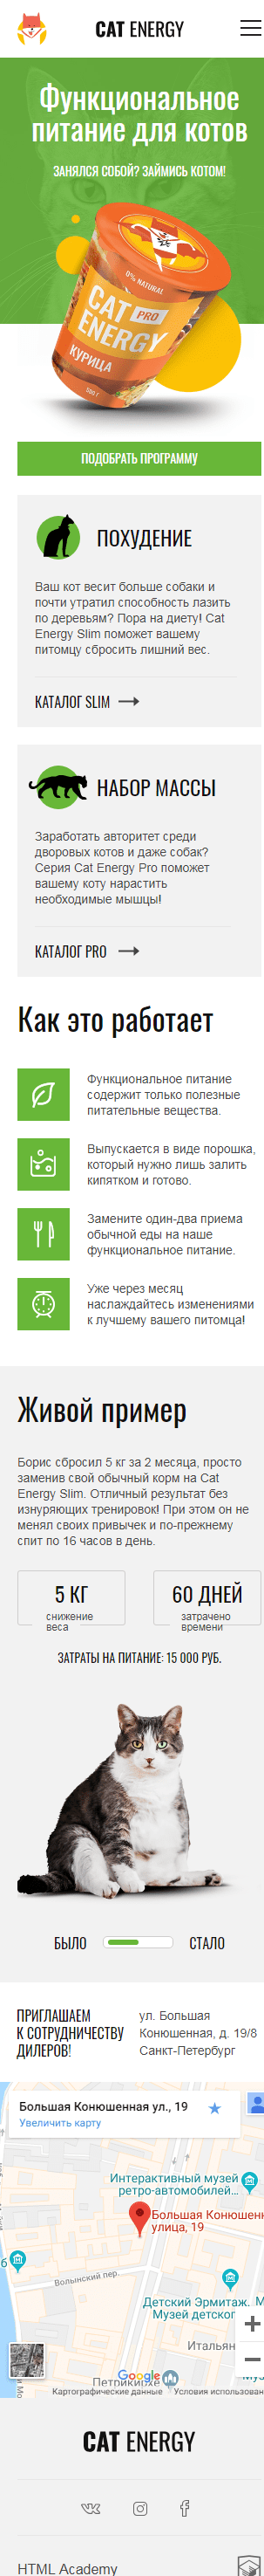 CAT ENERGY
Функциональное
питание для котов
ЗАНЯЛСЯ СОБОЙ? ЗАЙМИСЬ КОТОМ!
0% NATURAL
CAT PRO
ENERGY
КУРИЦА
500 г
ПОДОБРАТЬ ПРОГРАММУ
ПОХУДЕНИЕ
Ваш кот весит больше собаки и
почти утратил способность лазить
по деревьям? Пора на диету! Cat
Energy Slim поможет вашему
питомцу сбросить лишний вес.
КАТАЛОГ SLIM
НАБОР МАССЫ
Заработать авторитет среди
дворовых котов и даже собак?
Серия Cat Energy Pro поможет
вашему коту нарастить
необходимые мышцы!
КАТАЛОГ PRO
Как это работает
Функциональное питание
содержит только полезные
питательные вещества.
Выпускается в виде порошка,
который нужно лишь залить
кипятком и готово.
Замените один-два приема
обычной еды на наше
функциональное питание.
Уже через месяц
наслаждайтесь изменениями
к лучшему вашего питомца!
Живой пример
Борис сбросил 5 кг за 2 месяца, просто
заменив свой обычный корм на Cat
Energy Slim. Отличный результат без
изнуряющих тренировок! При этом он не
менял своих привычек и по-прежнему
спит по 16 часов в день.
5 КГ
снижение
веса
60 ДНЕЙ
затрачено
времени
ЗАТРАТЫ НА ПИТАНИЕ: 15 000 РУБ.
БЫЛО
СТАЛО
ПРИГЛАШАЕМ
К СОТРУДНИЧЕСТВУ
ДИЛЕРОВ!
ул. Большая
Конюшенная, д. 19/8
Санкт-Петербург
Большая Конюшенная ул., 19
Увеличить карту
Интерактивный музей
ретро-автомобилей...
Большая Конюшенн
улица, 19
Волынский пер.
Детский Эрмитаж. М
Музей детског
Итальян
Петрикирхе
Google
Картографические данные
Условия использован
CAT ENERGY
HTML Academy